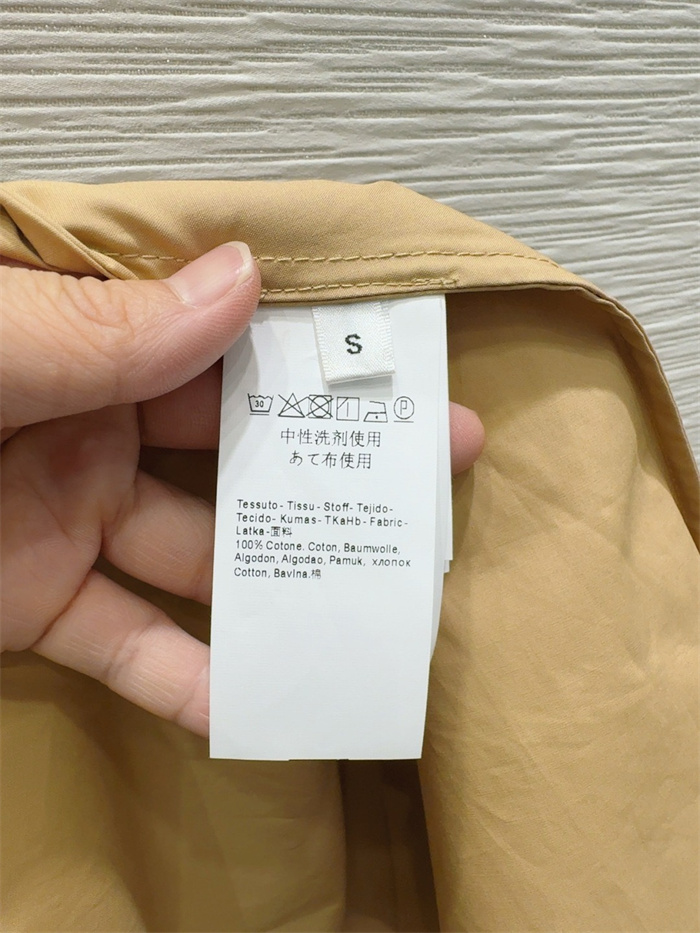 S
30 P
中性洗剤使用
あて布使用
Tessuto- Tissu- Stoff- Tejido-
Tecido- Kumas- TKaHb- Fabric-
Latka-面料
100% Cotone. Coton, Baumwolle,
Algodon, Algodao, Pamuk, хлопок
Cotton, Bavlna.棉